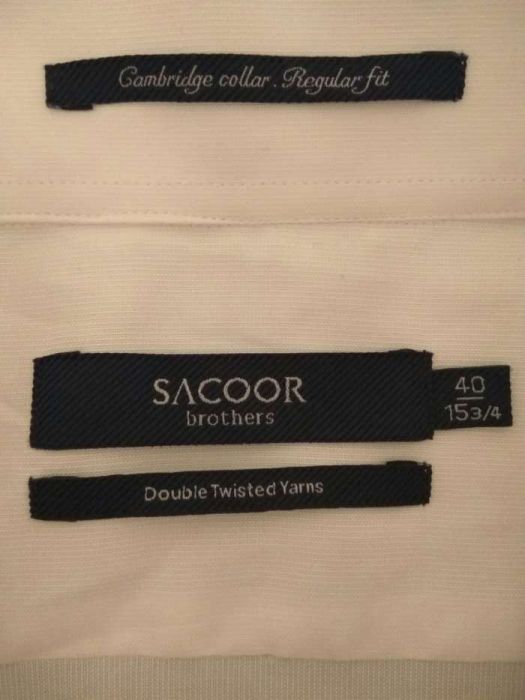 Cambridge collar. Regular fit
SACOOR
brothers
40
15 3/4
Double Twisted Yarns